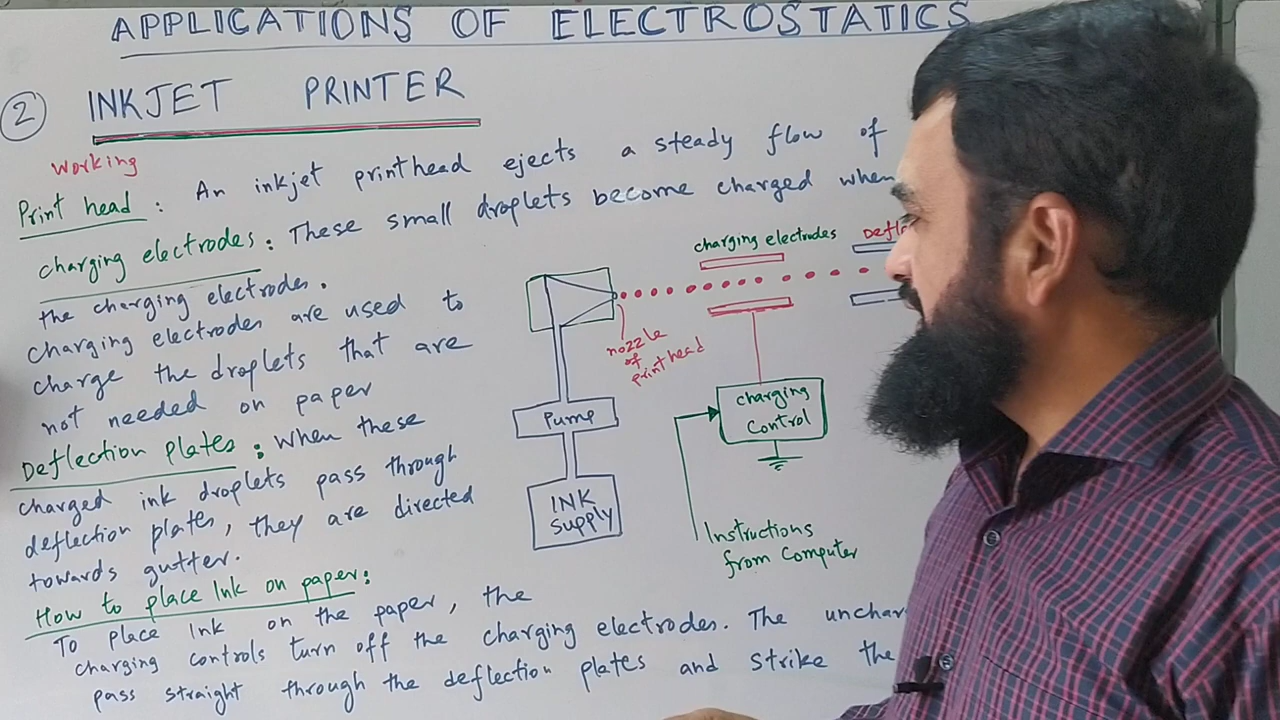 APPLICATIONS OF ELECTROSTATICS
2 INKJET PRINTER
Working
Print head : An inkjet printhead ejects a steady flow of
charging electrodes : These small droplets become charged when
the charging electrodes.
charging electrodes are used to
charge the droplets that are
not needed on paper
Deflection plates : When these
charged ink droplets pass through
deflection plates, they are directed
towards gutter.
How to place Ink on paper :
To place Ink on the paper, the
charging controls turn off the charging electrodes. The
pass straight through the deflection plates and strike the
charging electrodes
nozzle
of
printhead
Pump
INK
supply
charging
control
Instructions
from computer